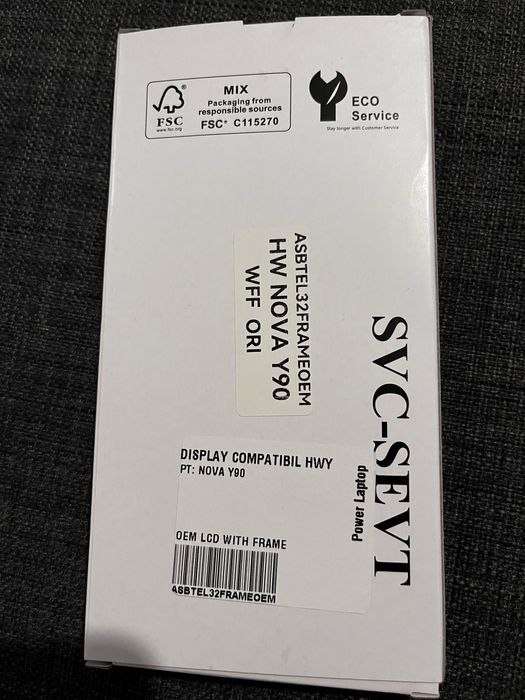 FSC
www.fsc.org
MIX
Packaging from
responsible sources
FSC® C115270
ECO
Service
Stay longer with Customer Service
ASBTEL32FRAMEOEM
HW NOVA Y90
WFF ORI
SVC-SEVT
DISPLAY COMPATIBIL HWY
PT: NOVA Y90
Power Laptop
OEM LCD WITH FRAME
ASBTEL32FRAMEOEM